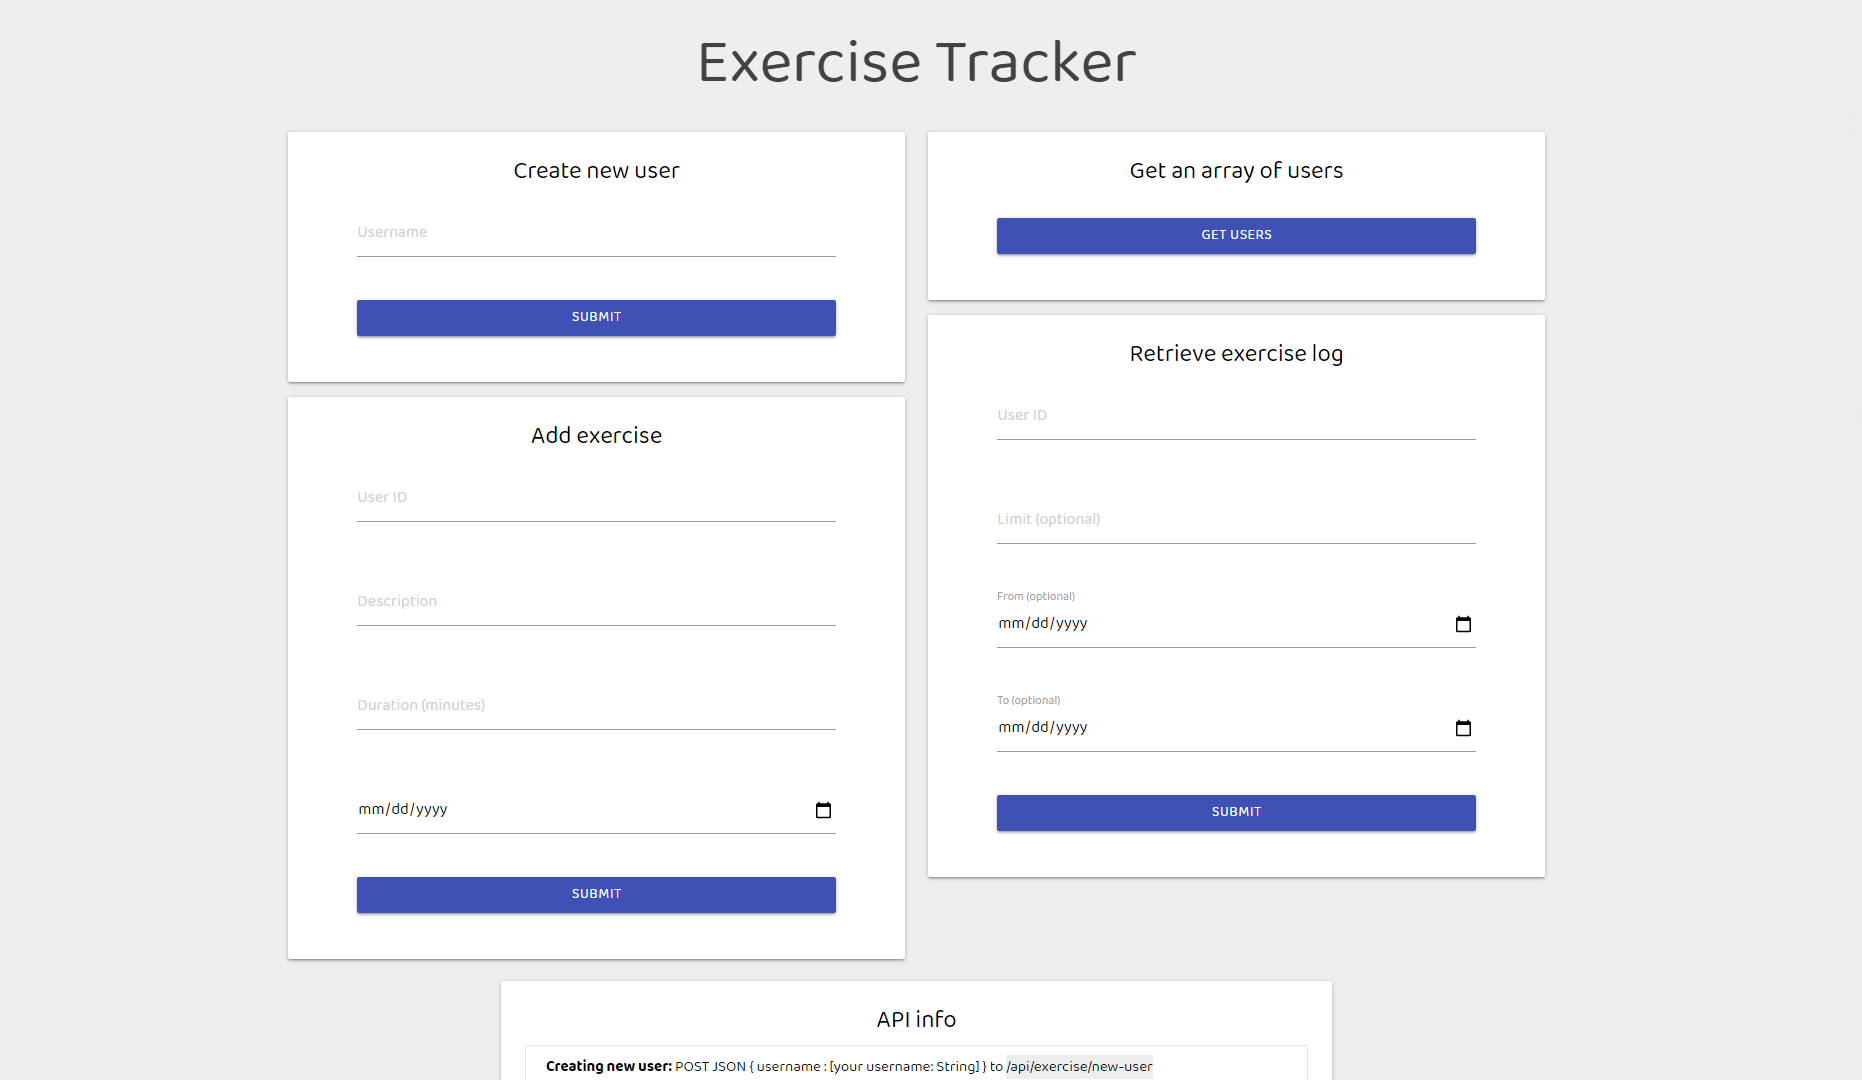 Exercise Tracker
Create new user
Username
SUBMIT
Add exercise
User ID
Description
Duration (minutes)
mm/dd/yyyy
SUBMIT
Get an array of users
GET USERS
Retrieve exercise log
User ID
Limit (optional)
From (optional)
mm/dd/yyyy
To (optional)
mm/dd/yyyy
SUBMIT
API info
Creating new user: POST JSON { username : [your username: String] } to /api/exercise/new-user